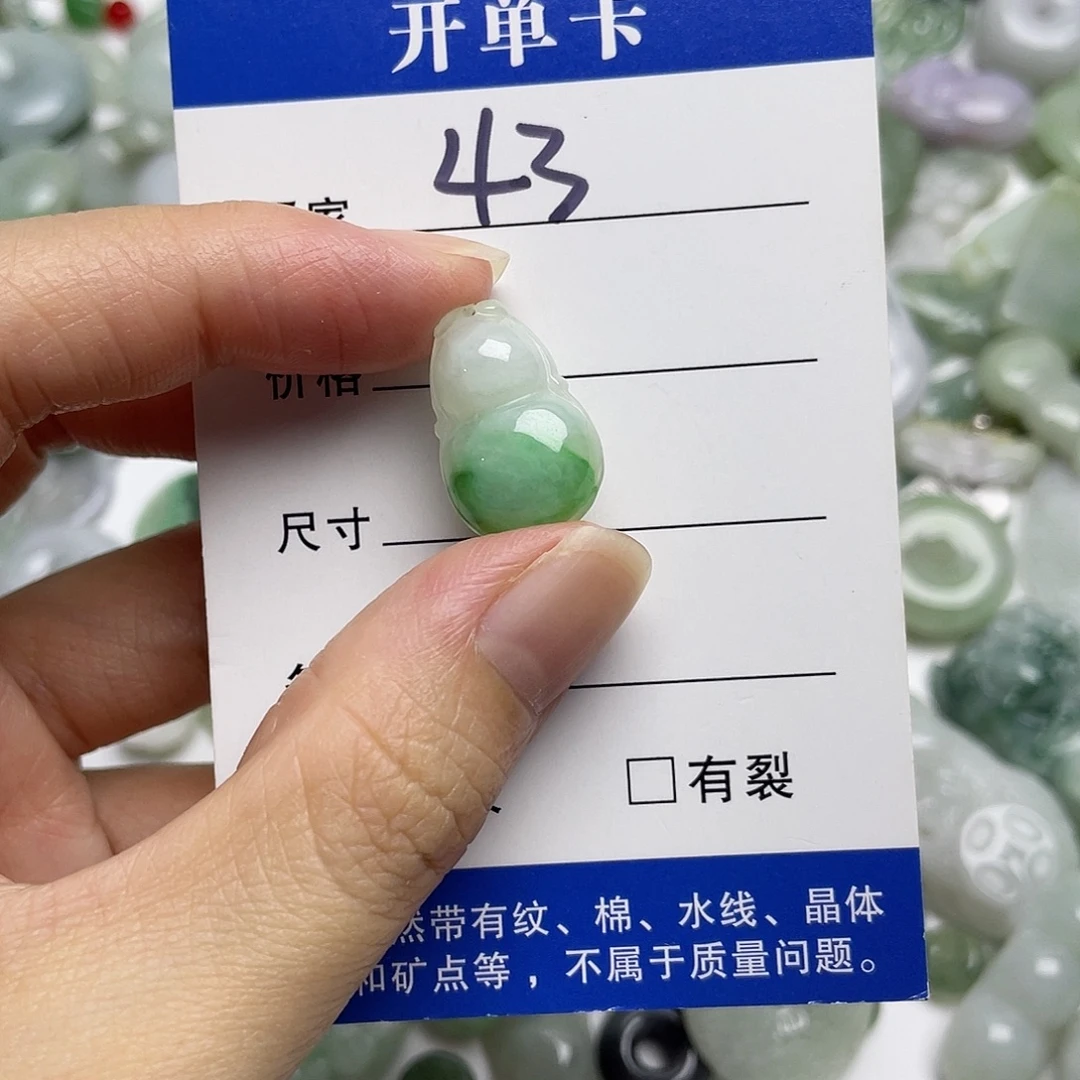 开单卡
43
价格
尺寸
□有裂
然带有纹、棉、水线、晶体
和矿点等，不属于质量问题。